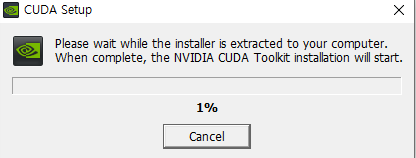 CUDA Setup
Please wait while the installer is extracted to your computer.
When complete, the NVIDIA CUDA Toolkit installation will start.
1%
Cancel